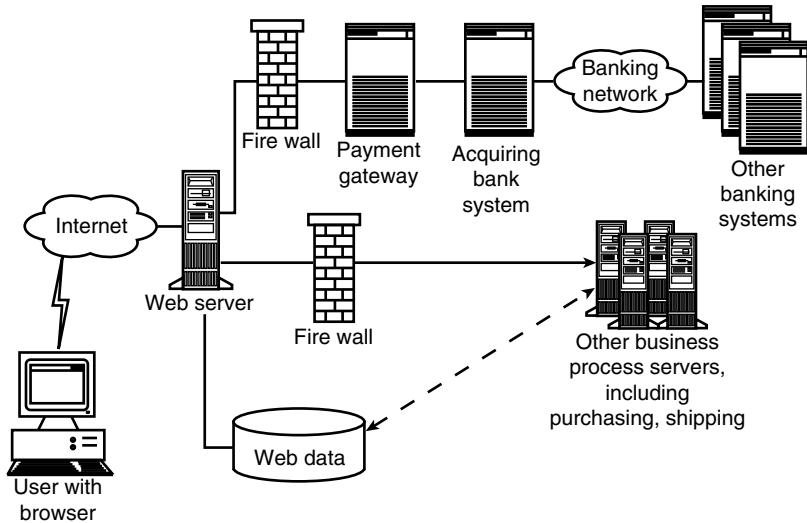 Banking
network
Fire wall
Payment
gateway
Acquiring
bank
system
Other
banking
systems
Internet
Web server
Fire wall
Other business
process servers,
including
purchasing, shipping
Web data
User with
browser